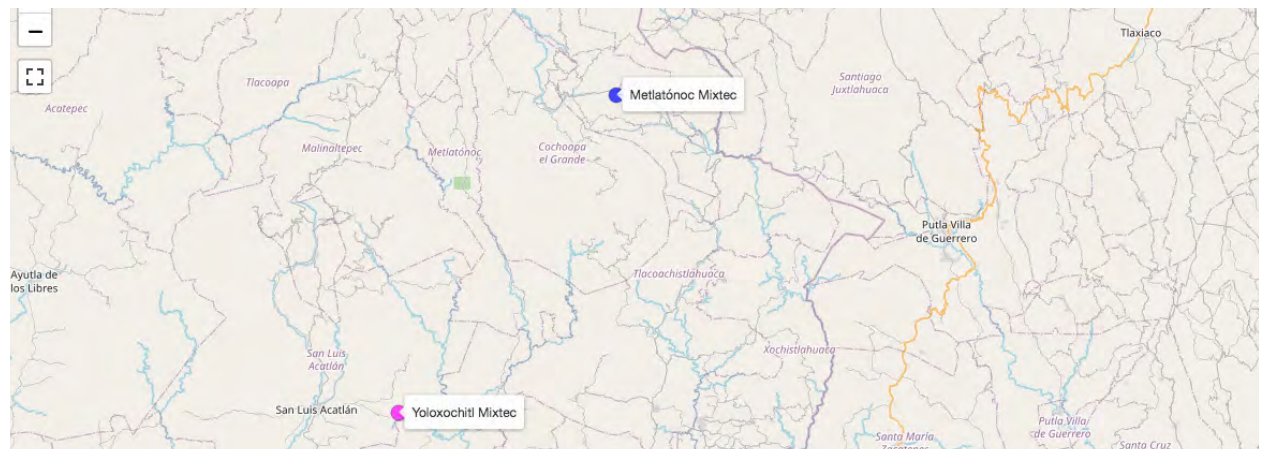 −
Tlaxiaco
Tlacoapa
Santiago
Juxtlahuaca
Metlatónoc Mixtec
Acatepec
Malinaltepec
Metlatónoc
Cochoapa
el Grande
Putla Villa
de Guerrero
Ayutla de
los Libres
Tlacoachistlahuaca
San Luis
Acatlán
Xochistlahuaca
San Luis Acatlán
Yoloxochitl Mixtec
Putla Villa
de Guerrero
Santa María
Zacatepec
Santa Cruz